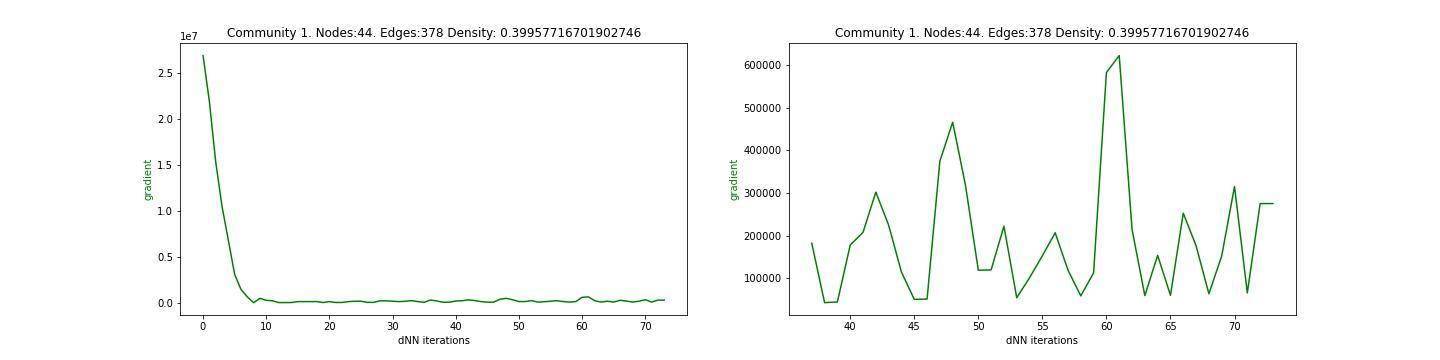 Community 1. Nodes:44. Edges:378 Density: 0.39957716701902746
1e7
2.5
2.0
1.5
1.0
0.5
0.0
gradient
0 10 20 30 40 50 60 70
dNN iterations
Community 1. Nodes:44. Edges:378 Density: 0.39957716701902746
600000
500000
400000
300000
200000
100000
gradient
40 45 50 55 60 65 70
dNN iterations